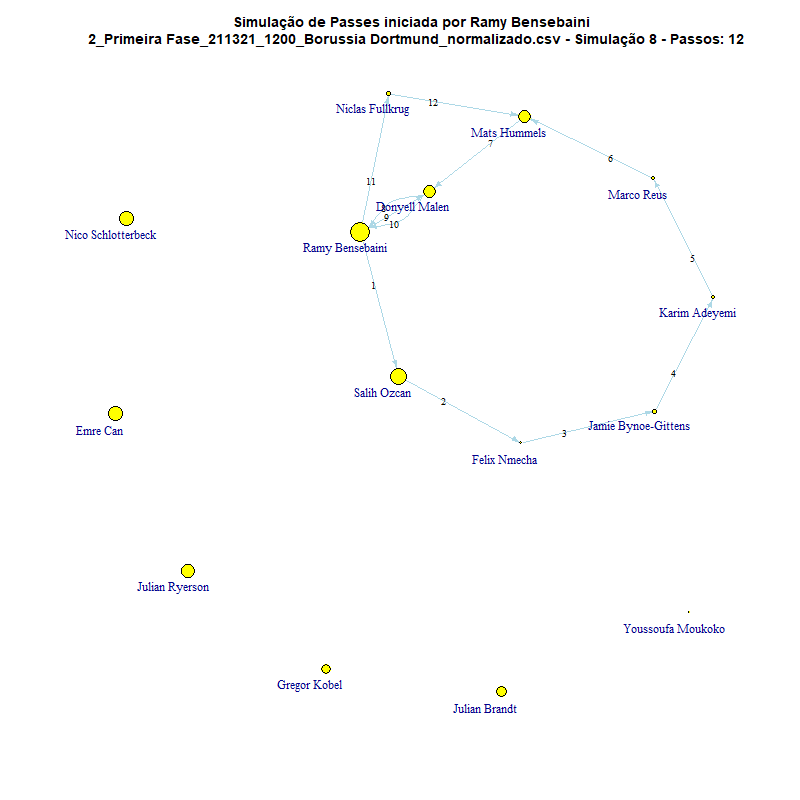 Simulação de Passes iniciada por Ramy Bensebaini
2_Primeira Fase_211321_1200_Borussia Dortmund_normalizado.csv - Simulação 8 - Passos: 12
Niclas Fullkrug
12
Mats Hummels
7
6
11
Marco Reus
Donyell Malen
8
9
10
Nico Schlotterbeck
Ramy Bensebaini
5
1
Karim Adeyemi
4
Salih Ozcan
2
Jamie Bynoe-Gittens
3
Emre Can
Felix Nmecha
Julian Ryerson
Youssoufa Moukoko
Gregor Kobel
Julian Brandt